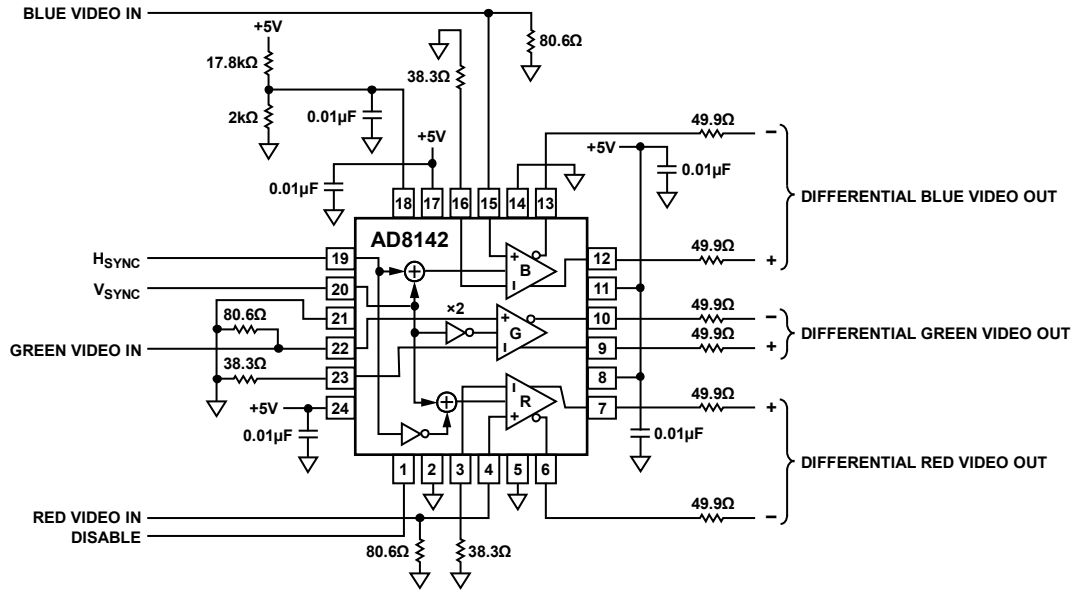 BLUE VIDEO IN
+5V
80.6Ω
17.8kΩ
38.3Ω
2kΩ
0.01µF
49.9Ω
−
+5V
+5V
0.01µF
0.01µF
DIFFERENTIAL BLUE VIDEO OUT
18 17 16 15 14 13
AD8142
HSYNC
19
+
B
I
12
49.9Ω
+
VSYNC
20
11
×2
49.9Ω
80.6Ω
21
+
10
−
DIFFERENTIAL GREEN VIDEO OUT
GREEN VIDEO IN
22
G
I
9
49.9Ω
+
38.3Ω
23
8
+5V
24
I
R
+
7
49.9Ω
+
0.01µF
0.01µF
DIFFERENTIAL RED VIDEO OUT
1 2 3 4 5 6
49.9Ω
−
RED VIDEO IN
DISABLE
80.6Ω
38.3Ω